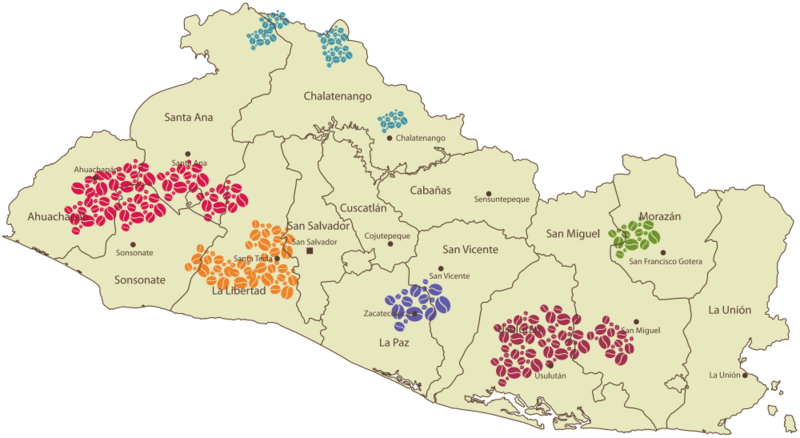 Chalatenango
Santa Ana
Chalatenango
Santa Ana
Ahuachapán
Cabañas
Sensuntepeque
Cuscatlán
Ahuachapán
Morazán
San Salvador
San Miguel
Cojutepeque
San Salvador
San Vicente
Sonsonate
Santa Tecla
San Francisco Gotera
San Vicente
Sonsonate
La Libertad
La Unión
Zacatecoluca
Usulután
San Miguel
La Paz
Usulután
La Unión